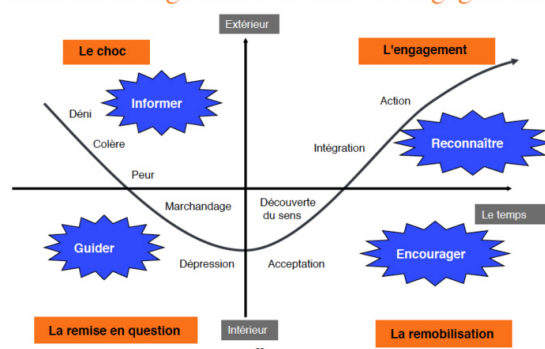 Extérieur
Le choc
L'engagement
Informer
Action
Déni
Colère
Reconnaître
Intégration
Peur
Marchandage
Découverte
du sens
Le temps
Guider
Encourager
Dépression
Acceptation
La remise en question
Intérieur
La remobilisation